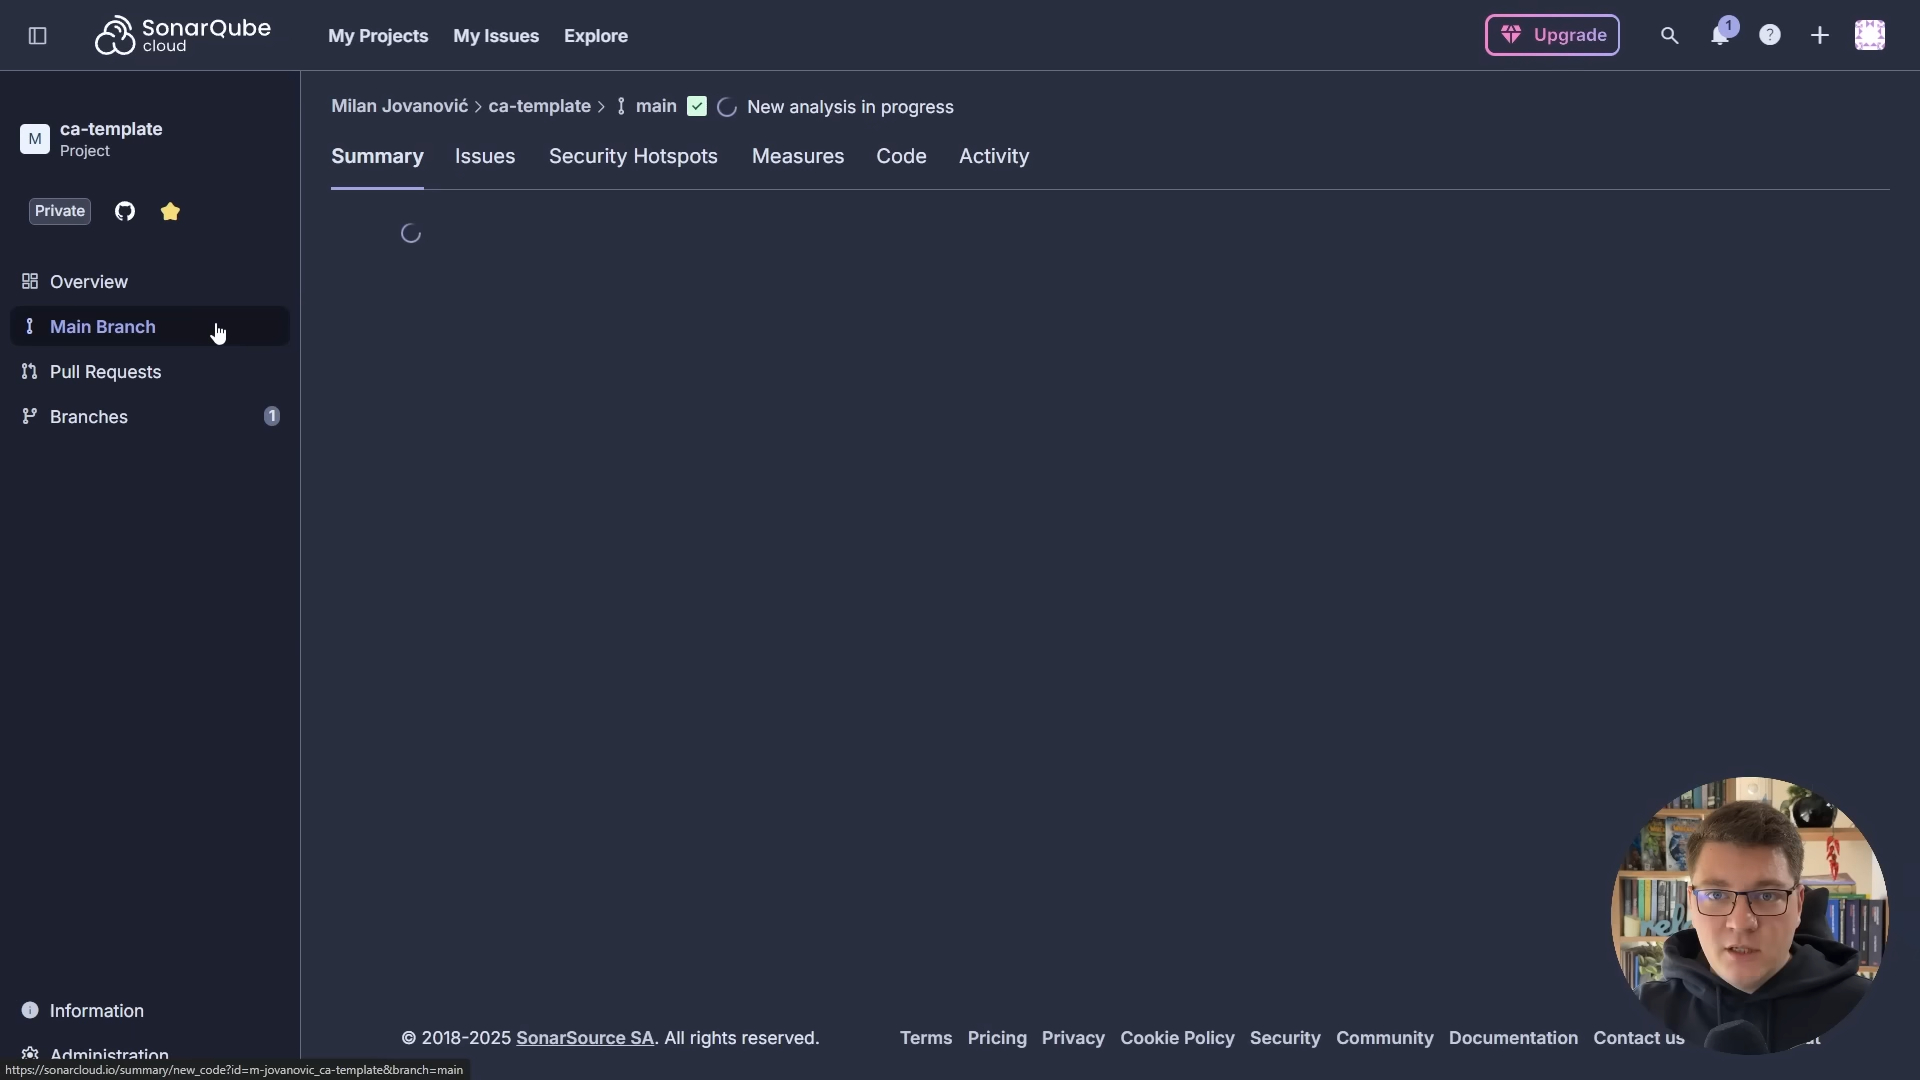 SonarQube
cloud
My Projects
My Issues
Explore
Upgrade
1
?
M
ca-template
Project
Private
Overview
Main Branch
Pull Requests
Branches
1
Information
Administration
Milan Jovanović > ca-template > main
New analysis in progress
Summary
Issues
Security Hotspots
Measures
Code
Activity
© 2018-2025 SonarSource SA. All rights reserved.
Terms
Pricing
Privacy
Cookie Policy
Security
Community
Documentation
Contact us
https://sonarcloud.io/summary/new_code?id=m-jovanovic_ca-template&branch=main